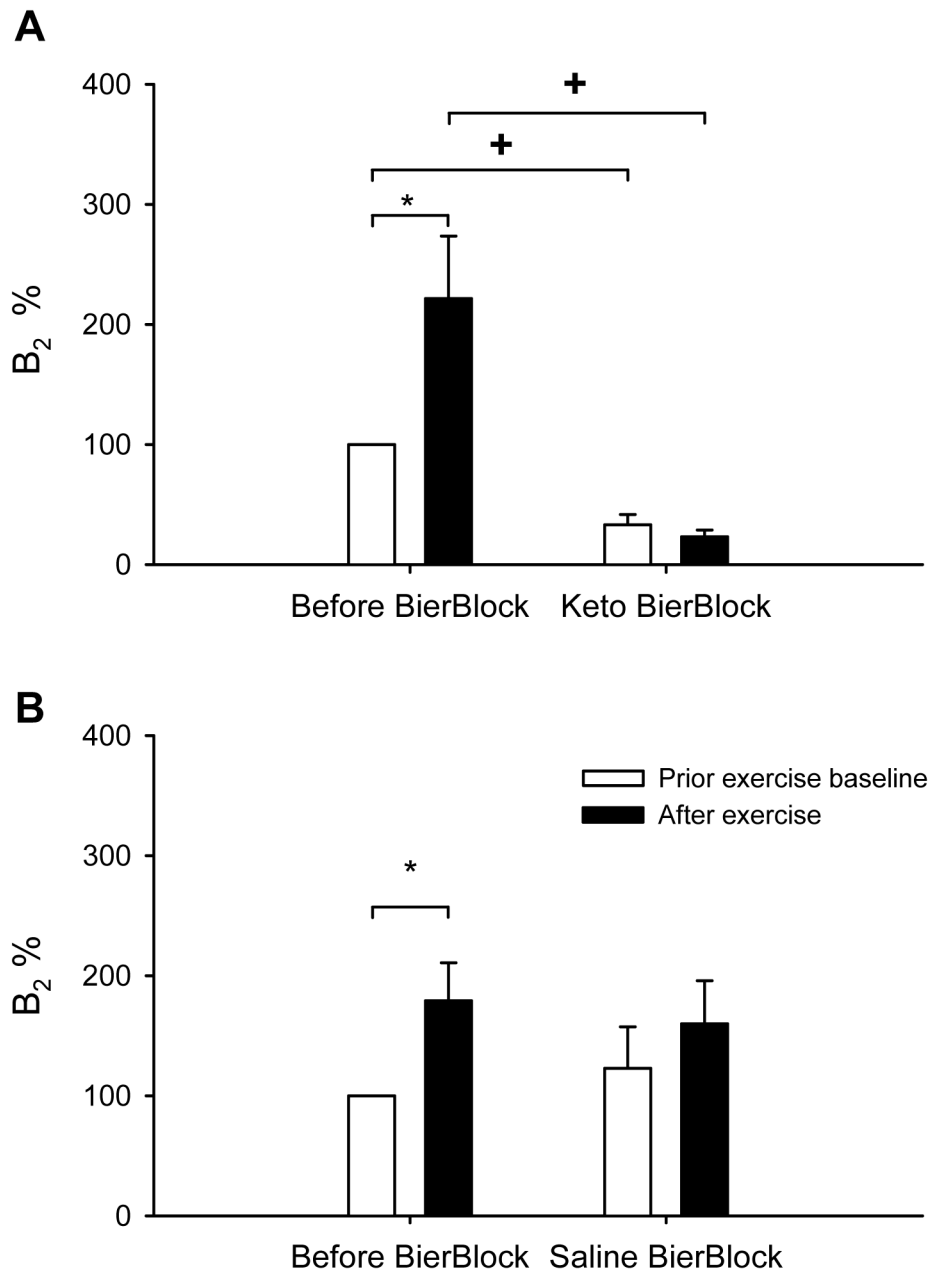 A
400
+
+
300
*
B₂ %
200
100
0
Before BierBlock Keto BierBlock
B
400
Prior exercise baseline
After exercise
300
*
B₂ %
200
100
0
Before BierBlock Saline BierBlock